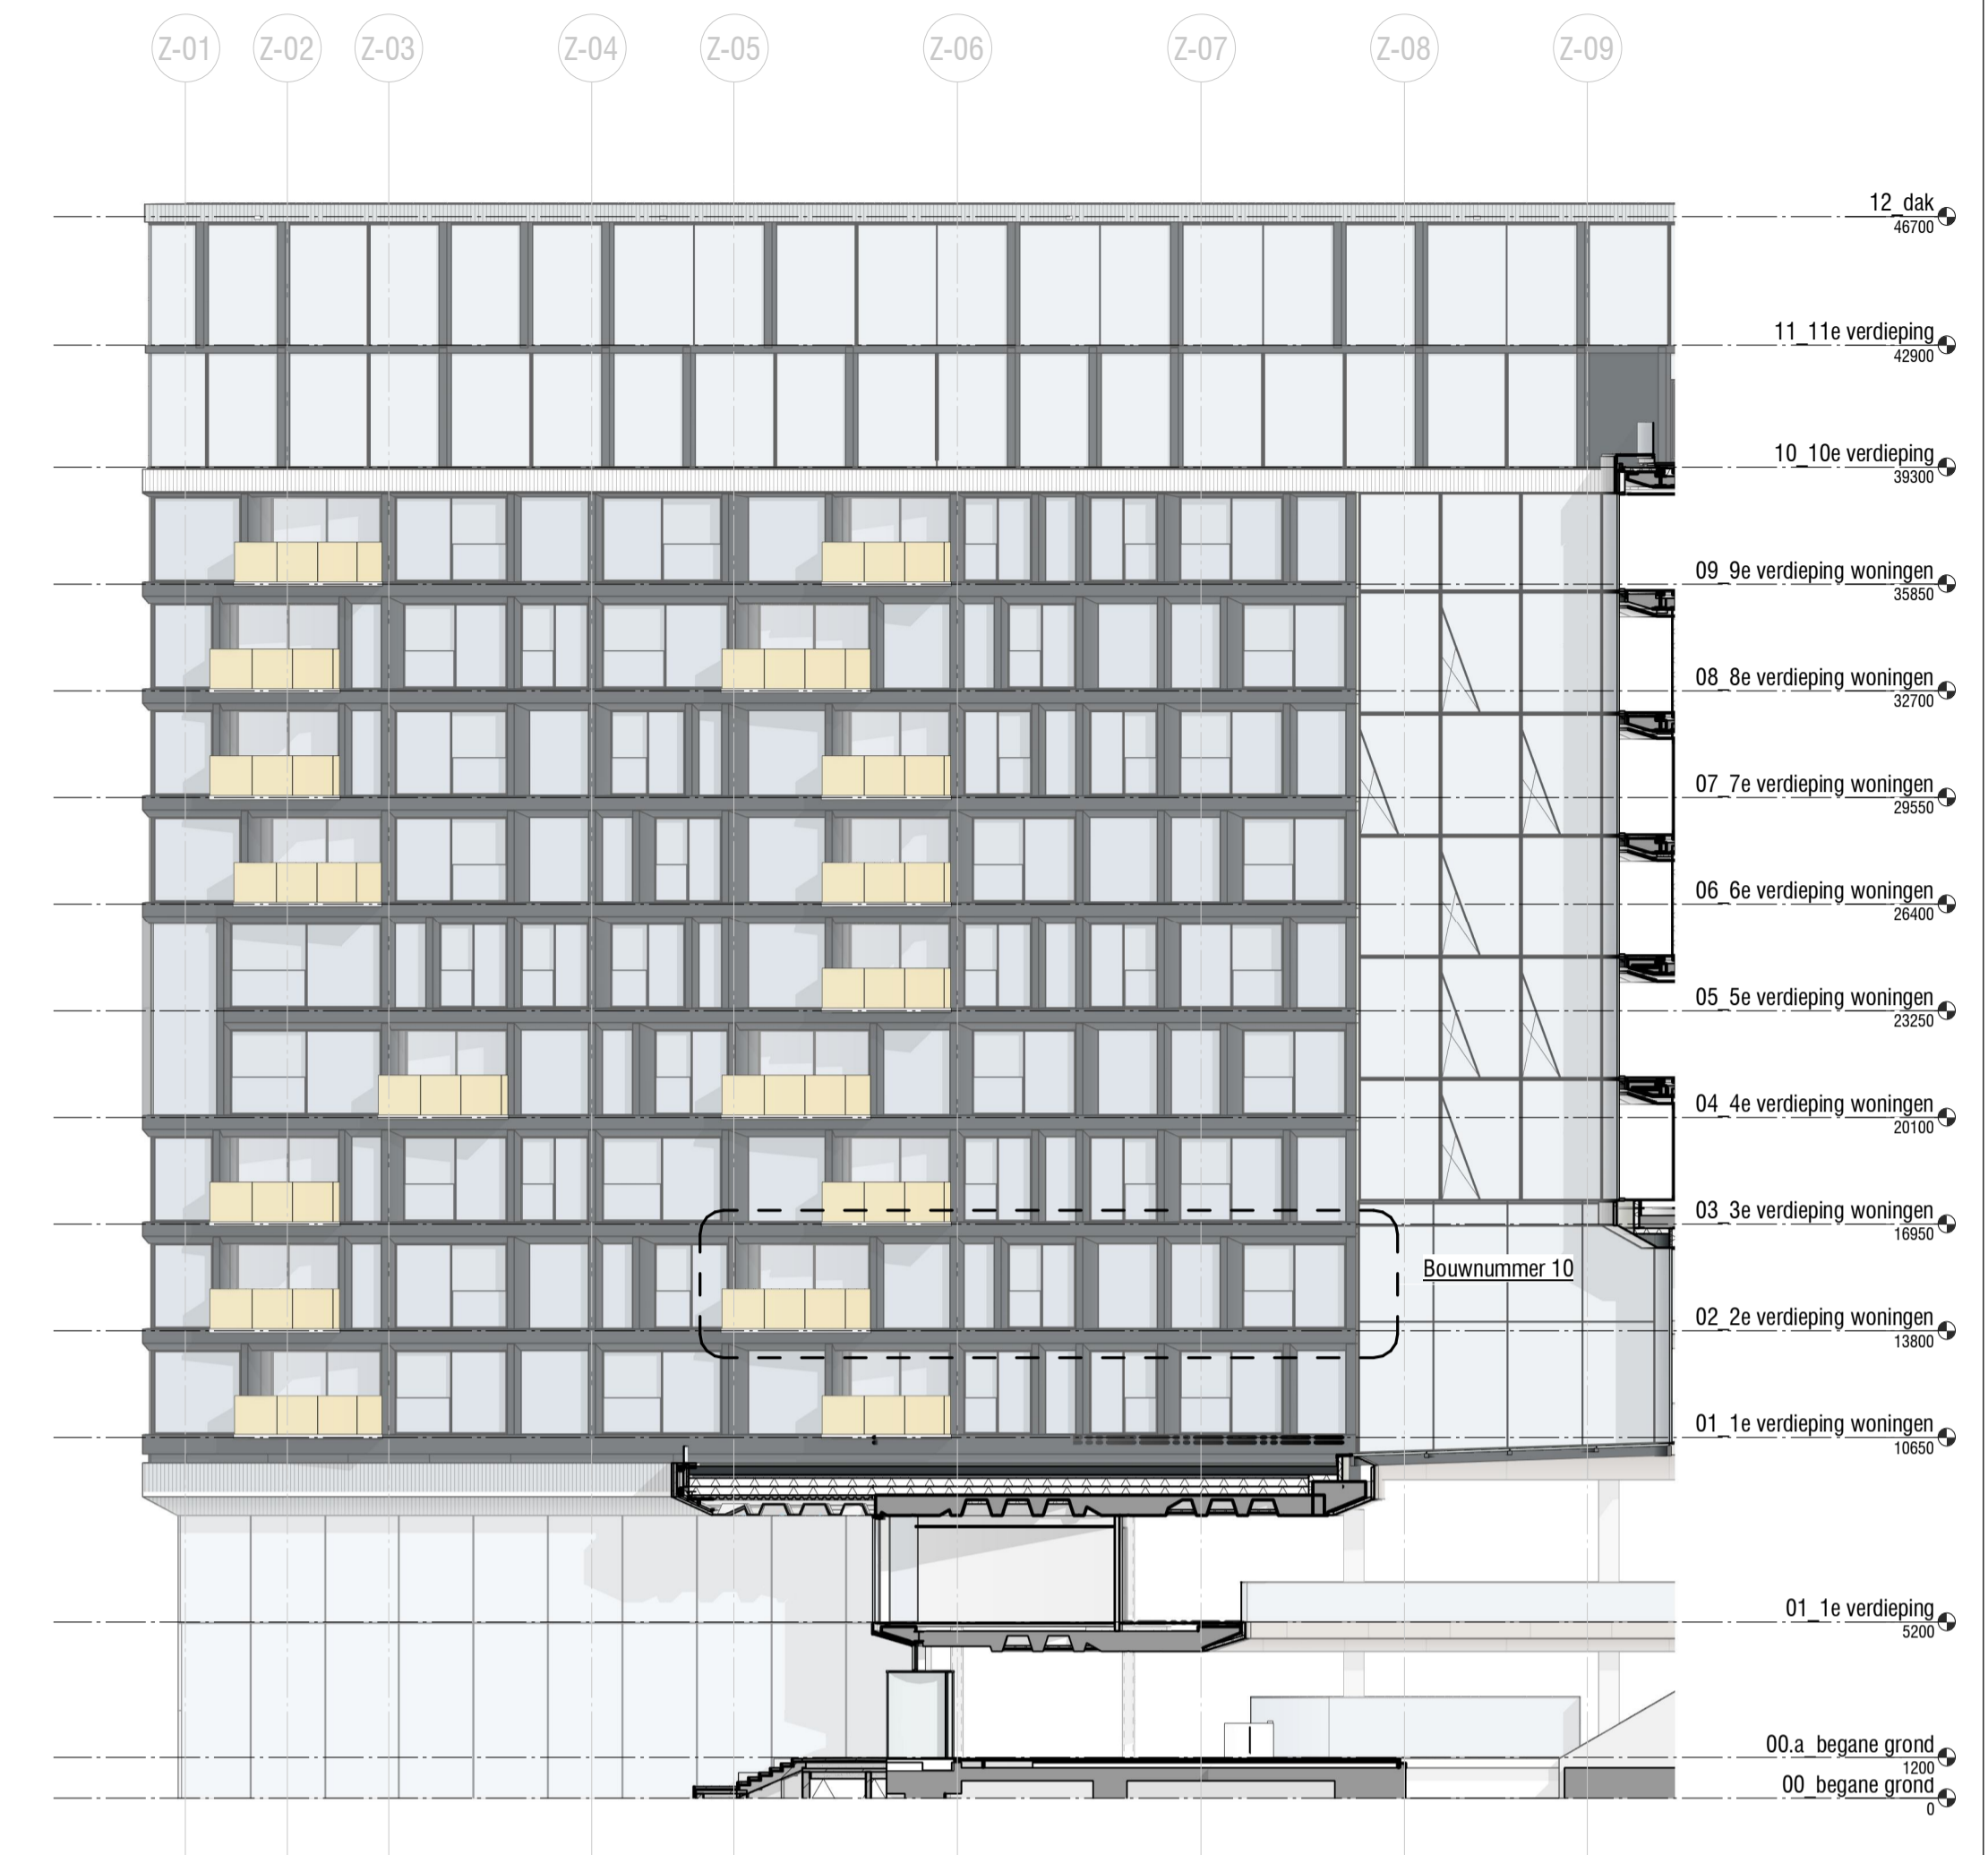 Z-01 Z-02 Z-03 Z-04 Z-05 Z-06 Z-07 Z-08 Z-09
12_dak
46700
11_11e verdieping
42900
10_10e verdieping
39300
09_9e verdieping woningen
35850
08_8e verdieping woningen
32700
07_7e verdieping woningen
29550
06_6e verdieping woningen
26400
05_5e verdieping woningen
23250
04_4e verdieping woningen
20100
03_3e verdieping woningen
16950
Bouwnummer 10
02_2e verdieping woningen
13800
01_1e verdieping woningen
10650
01_1e verdieping
5200
00.a_begane grond
1200
00_begane grond
0